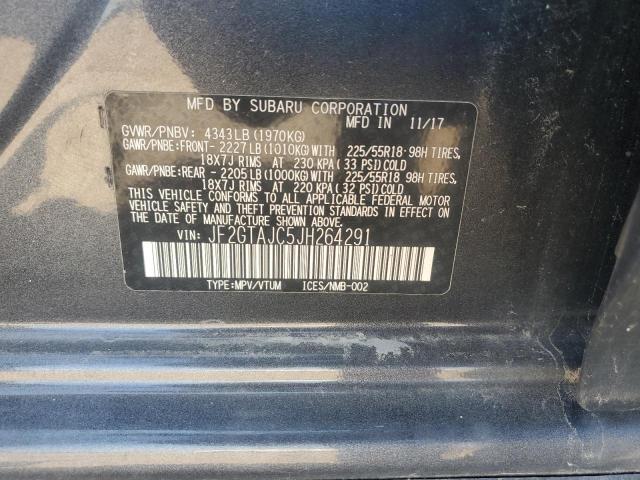 MFD BY SUBARU CORPORATION
GVWR/PNBV: 4343LB(1970KG) MFD IN 11/17
GAWR/PNBE:FRONT- 2227LB(1010KG)WITH 225/55R18 98H TIRES,
18X7J RIMS AT 230 KPA(33 PSI)COLD
GAWR/PNBE:REAR - 2205LB(1000KG)WITH 225/55R18 98H TIRES,
18X7J RIMS AT 220 KPA(32 PSI)COLD
THIS VEHICLE CONFORMS TO ALL APPLICABLE FEDERAL MOTOR
VEHICLE SAFETY AND THEFT PREVENTION STANDARDS IN
EFFECT ON THE DATE OF MANUFACTURE SHOWN ABOVE.
VIN: JF2GTAJC5JH264291
TYPE:MPV/VTUM ICES/NMB-002